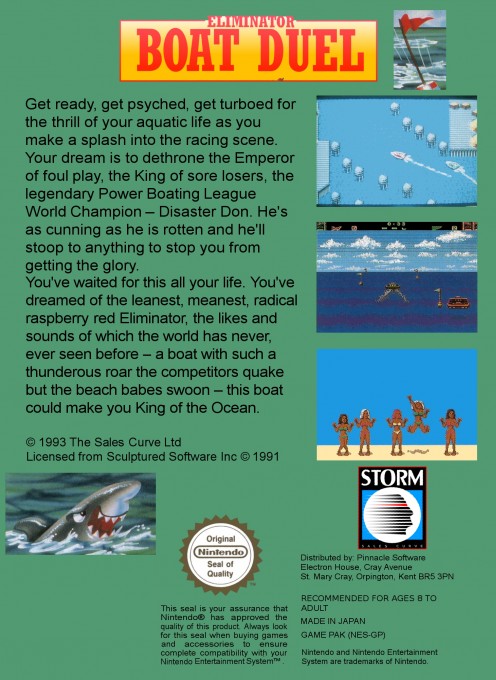 ELIMINATOR
BOAT DUEL
Get ready, get psyched, get turboed for
the thrill of your aquatic life as you
make a splash into the racing scene.
Your dream is to dethrone the Emperor
of foul play, the King of sore losers, the
legendary Power Boating League
World Champion – Disaster Don. He's
as cunning as he is rotten and he'll
stoop to anything to stop you from
getting the glory.
You've waited for this all your life. You've
dreamed of the leanest, meanest, radical
raspberry red Eliminator, the likes and
sounds of which the world has never,
ever seen before – a boat with such a
thunderous roar the competitors quake
but the beach babes swoon – this boat
could make you King of the Ocean.
© 1993 The Sales Curve Ltd
Licensed from Sculptured Software Inc © 1991
STORM
SALES CURVE
Original
Nintendo
Seal of
Quality
TM
This seal is your assurance that
Nintendo® has approved the
quality of this product. Always look
for this seal when buying games
and accessories to ensure
complete compatibility with your
Nintendo Entertainment System™.
Distributed by: Pinnacle Software
Electron House, Cray Avenue
St. Mary Cray, Orpington, Kent BR5 3PN
RECOMMENDED FOR AGES 8 TO
ADULT
MADE IN JAPAN
GAME PAK (NES-GP)
Nintendo and Nintendo Entertainment
System are trademarks of Nintendo.